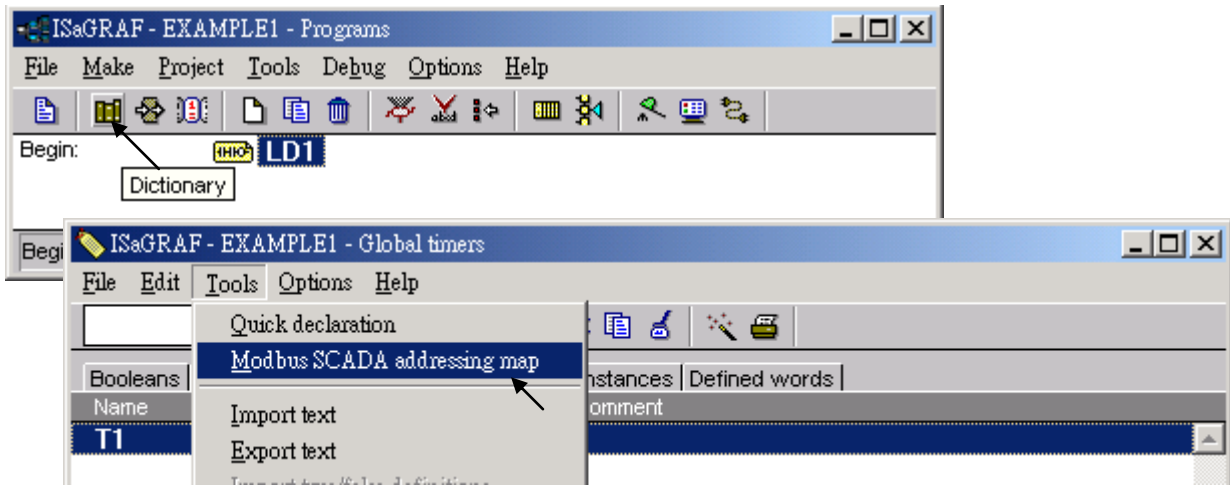 ISaGRAF - EXAMPLE1 - Programs
File Make Project Tools Debug Options Help
Begin: LD1
Dictionary
Begi
ISaGRAF - EXAMPLE1 - Global timers
File Edit Tools Options Help
Quick declaration
Modbus SCADA addressing map
Booleans nstances Defined words
Name omment
Import text
T1
Export text